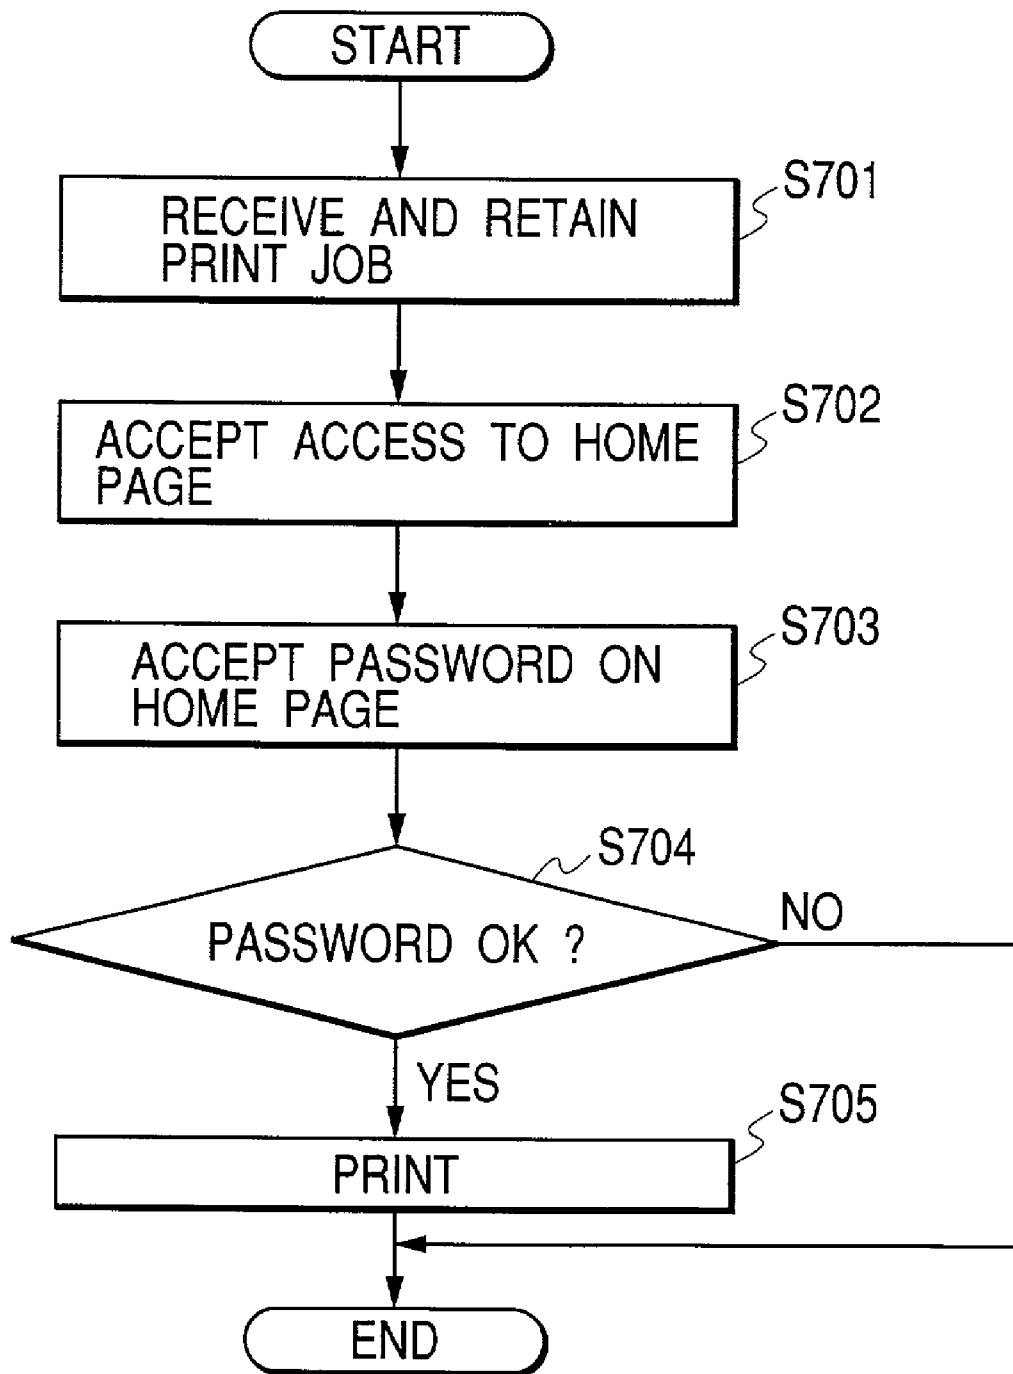 START
S701
RECEIVE AND RETAIN
PRINT JOB
S702
ACCEPT ACCESS TO HOME
PAGE
S703
ACCEPT PASSWORD ON
HOME PAGE
S704
PASSWORD OK ?
NO
YES
S705
PRINT
END